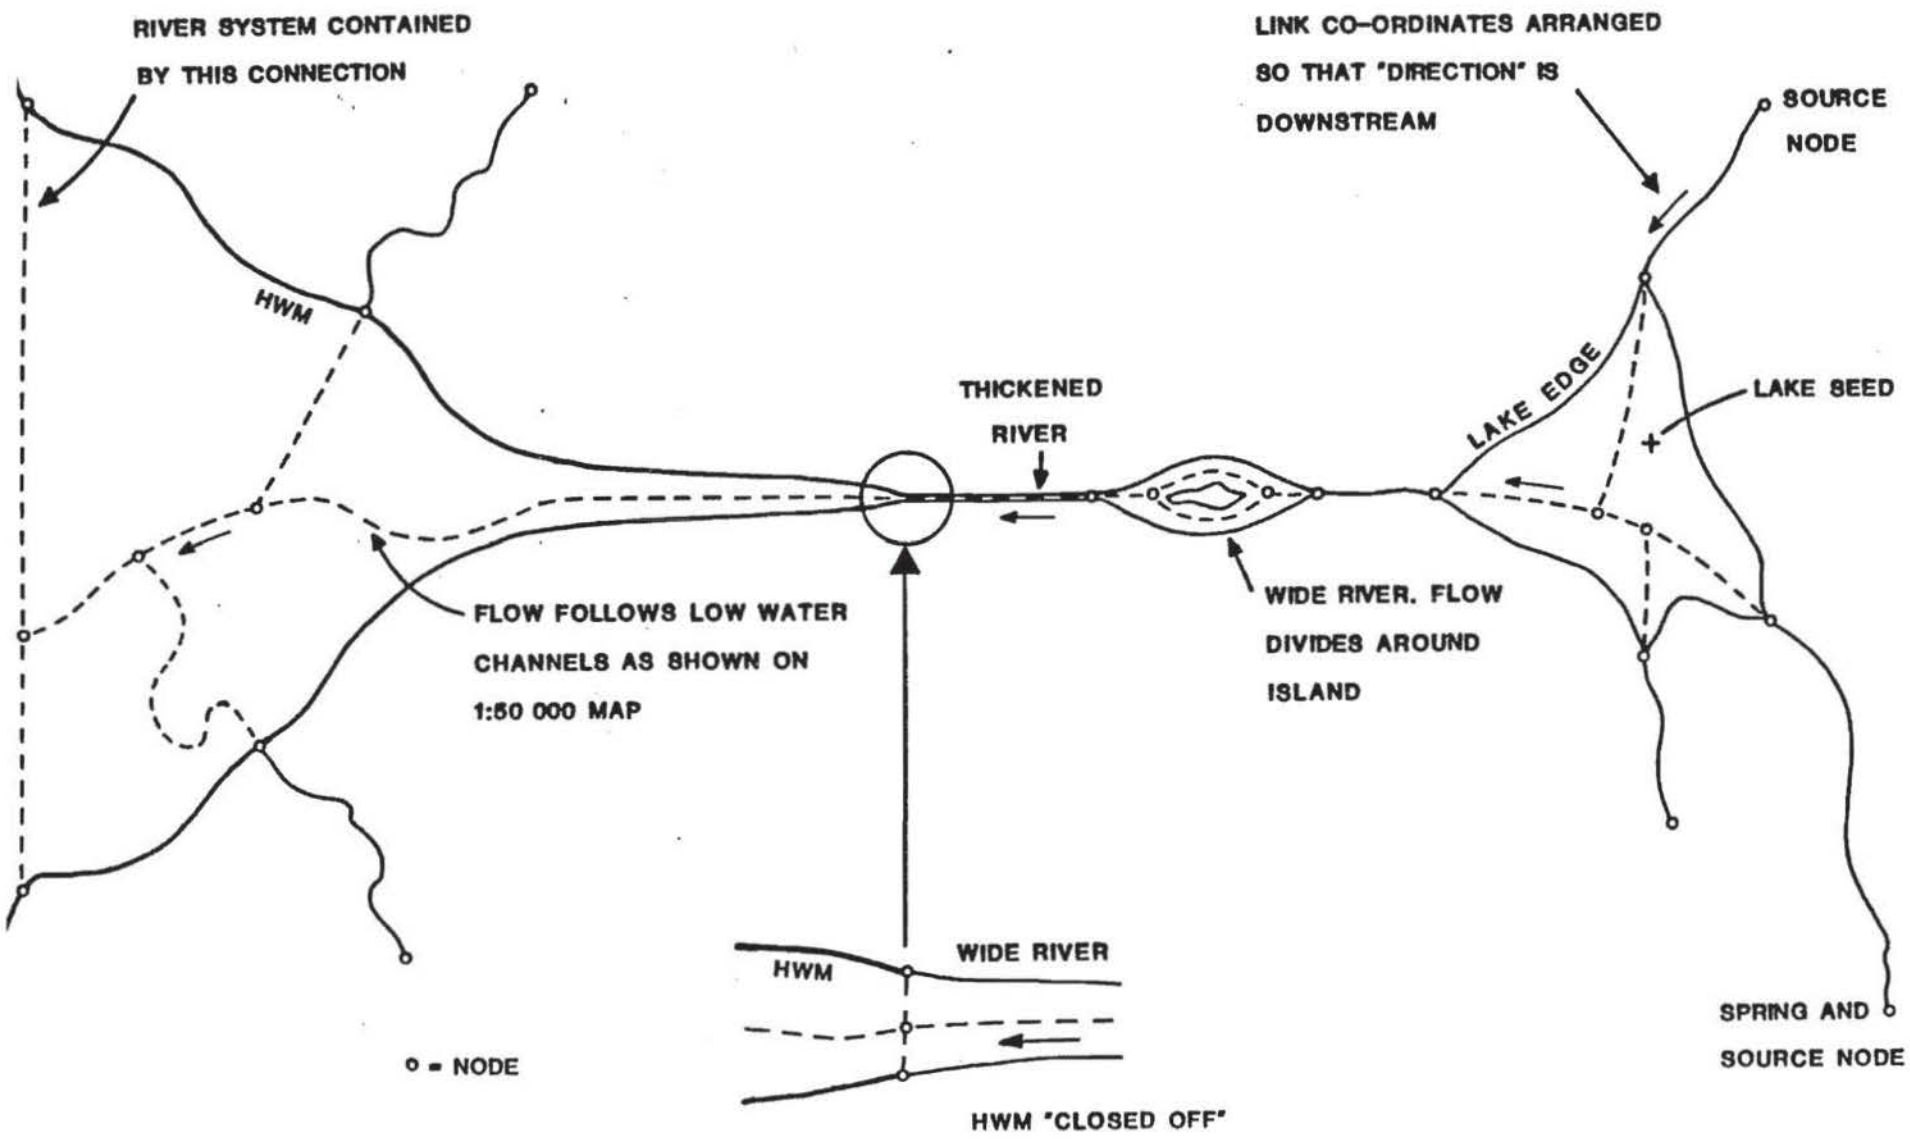 RIVER SYSTEM CONTAINED
BY THIS CONNECTION
LINK CO-ORDINATES ARRANGED
SO THAT "DIRECTION" IS
DOWNSTREAM
SOURCE
NODE
HWM
THICKENED
RIVER
LAKE EDGE
LAKE SEED
FLOW FOLLOWS LOW WATER
CHANNELS AS SHOWN ON
1:50 000 MAP
WIDE RIVER. FLOW
DIVIDES AROUND
ISLAND
HWM
WIDE RIVER
SPRING AND
SOURCE NODE
o = NODE
HWM "CLOSED OFF"